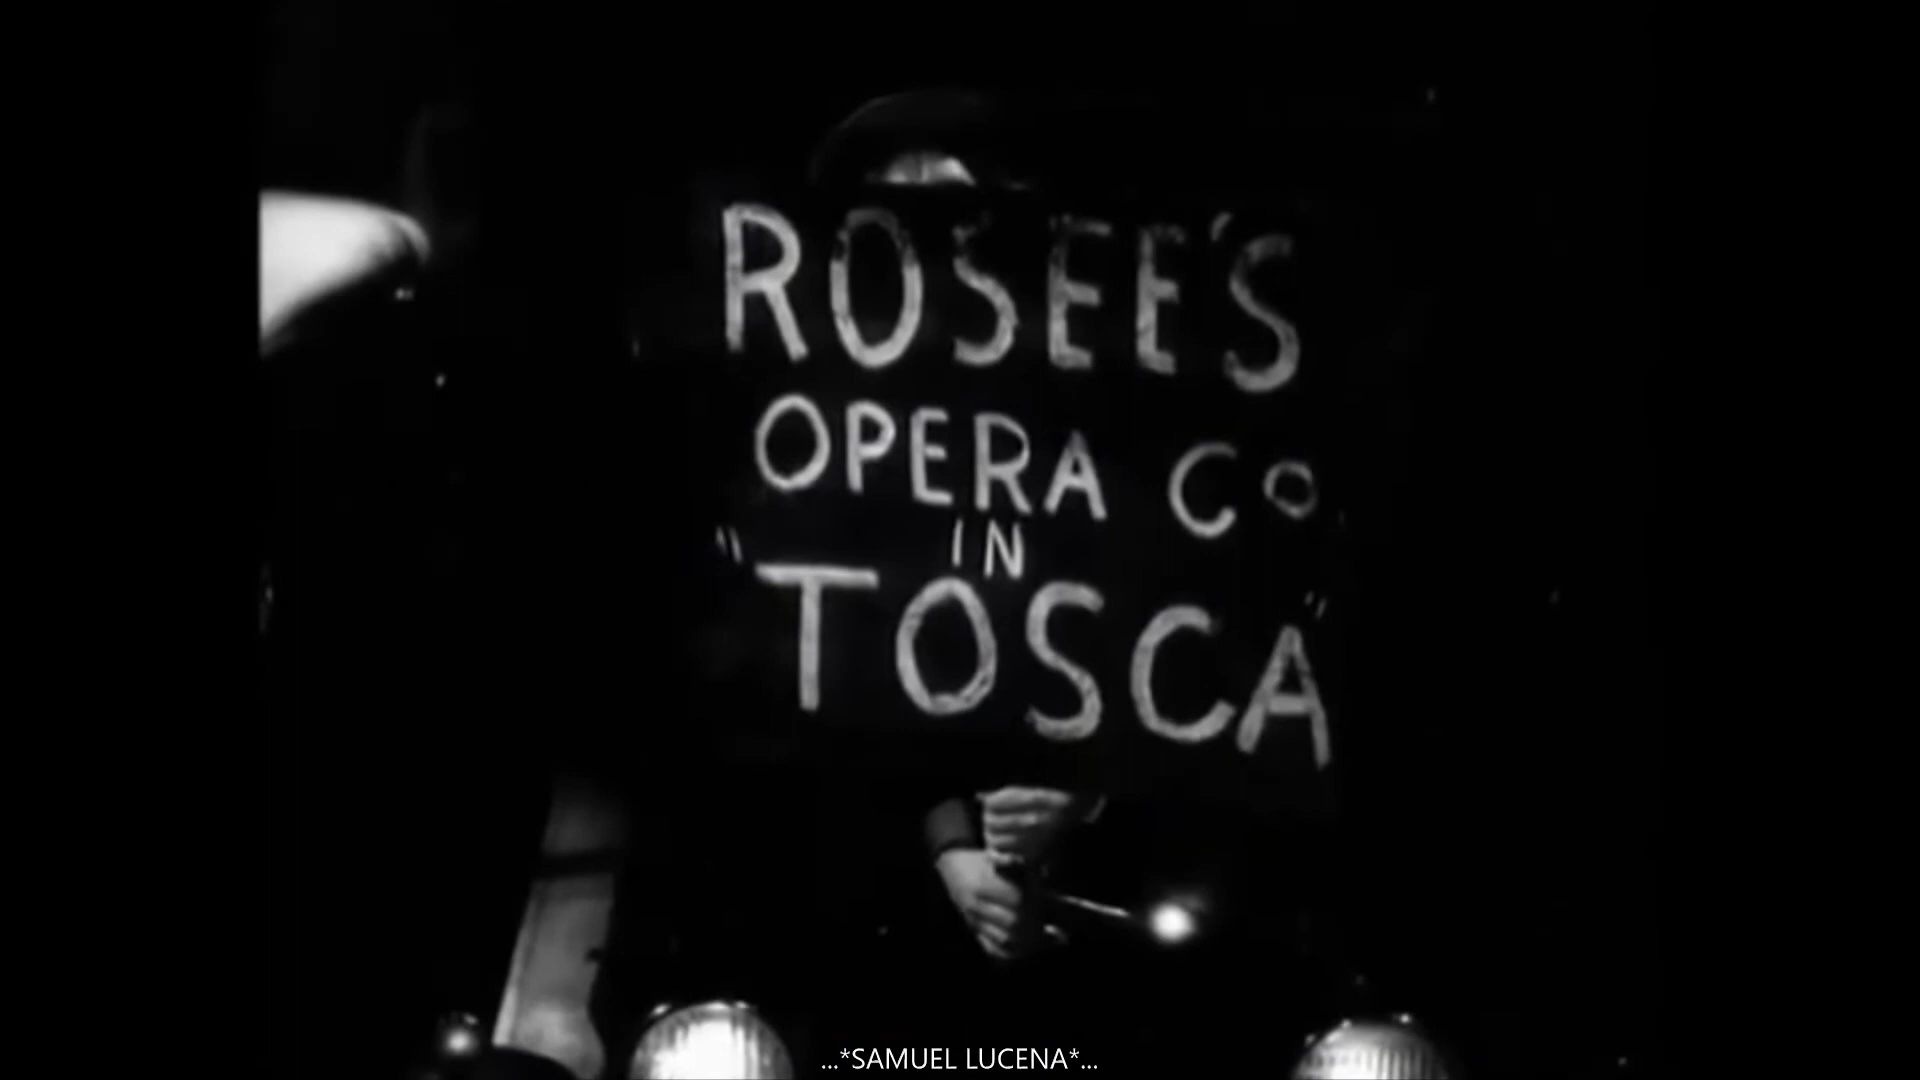 ROSEE'S
OPERA CO
IN
"TOSCA"
...*SAMUEL LUCENA*...